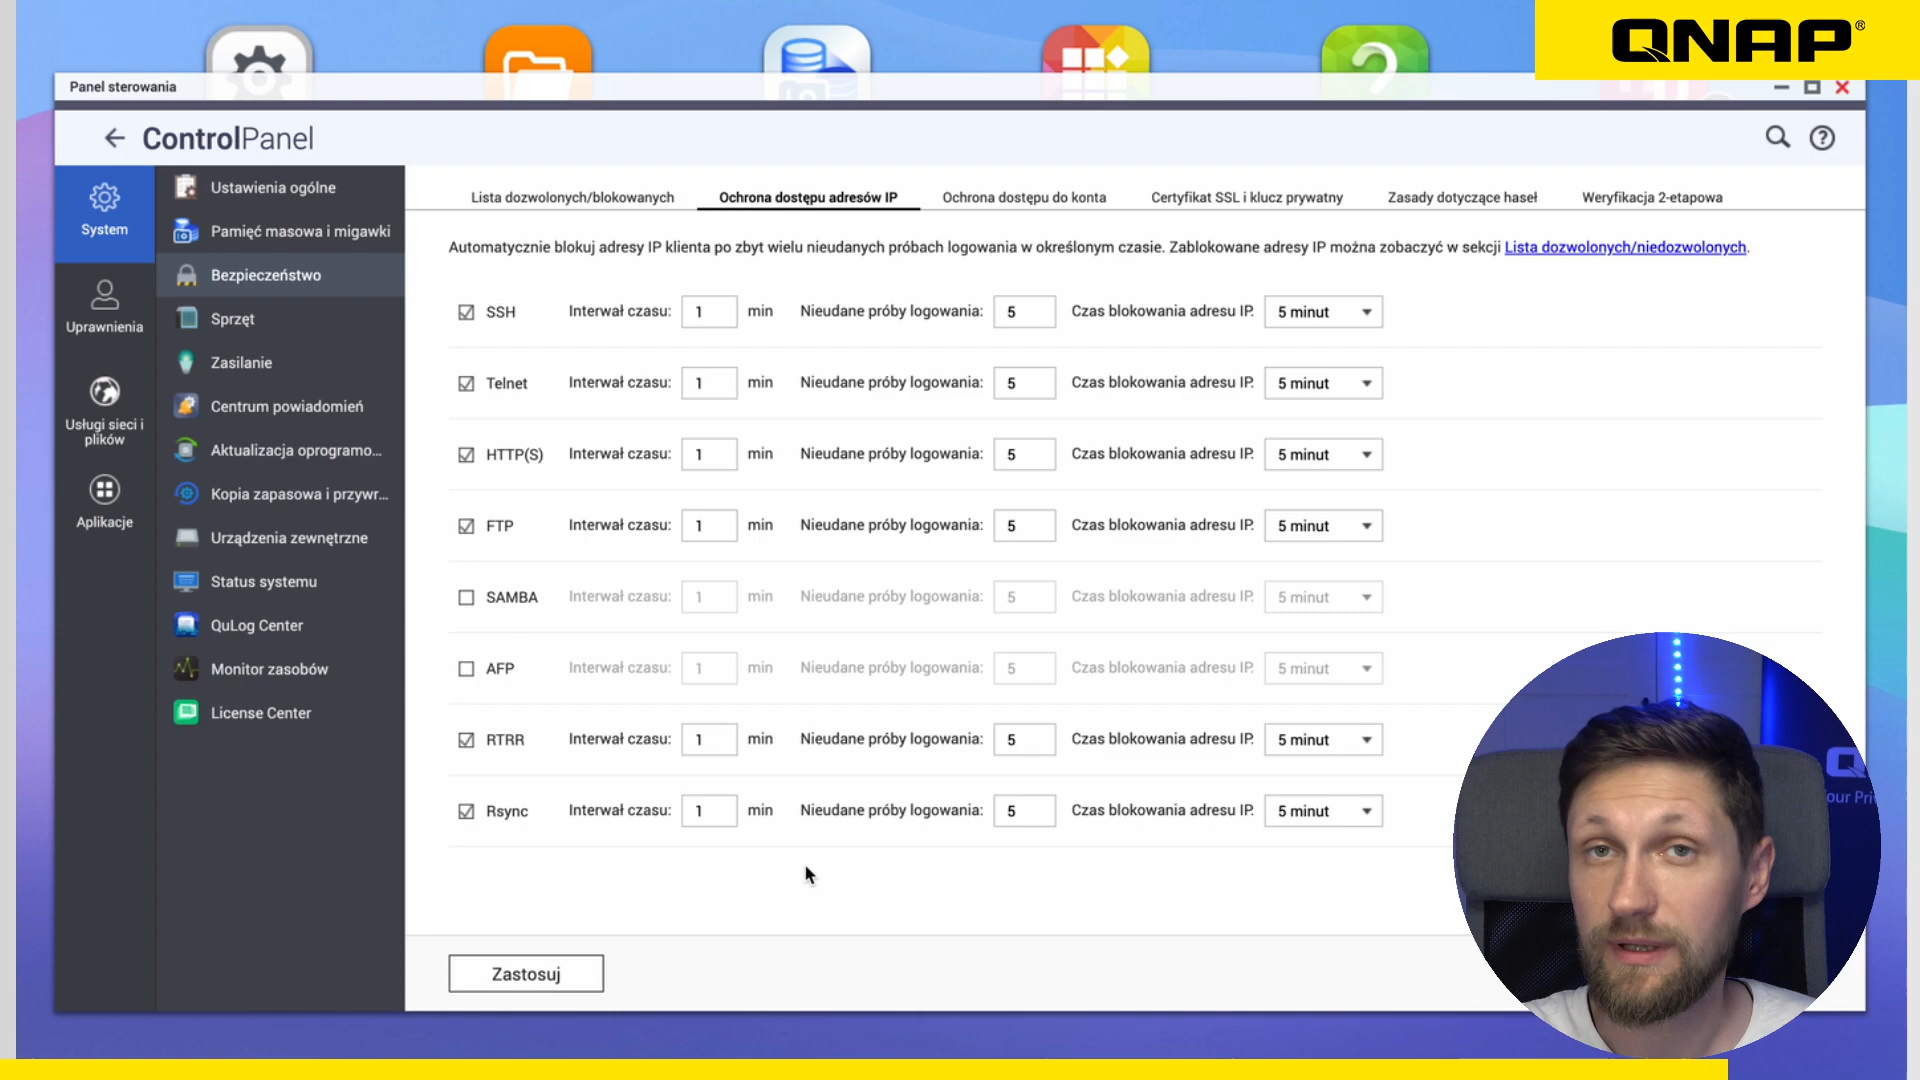 QNAP®
Panel sterowania
ControlPanel
System
Uprawnienia
Usługi sieci i
plików
Aplikacje
Ustawienia ogólne
Pamięć masowa i migawki
Bezpieczeństwo
Sprzęt
Zasilanie
Centrum powiadomień
Aktualizacja oprogramo...
Kopia zapasowa i przywr...
Urządzenia zewnętrzne
Status systemu
QuLog Center
Monitor zasobów
License Center
Lista dozwolonych/blokowanych Ochrona dostępu adresów IP Ochrona dostępu do konta Certyfikat SSL i klucz prywatny Zasady dotyczące haseł Weryfikacja 2-etapowa
Automatycznie blokuj adresy IP klienta po zbyt wielu nieudanych próbach logowania w określonym czasie. Zablokowane adresy IP można zobaczyć w sekcji Lista dozwolonych/niedozwolonych.
SSH Interwał czasu: 1 min Nieudane próby logowania: 5 Czas blokowania adresu IP. 5 minut
Telnet Interwał czasu: 1 min Nieudane próby logowania: 5 Czas blokowania adresu IP. 5 minut
HTTP(S) Interwał czasu: 1 min Nieudane próby logowania: 5 Czas blokowania adresu IP. 5 minut
FTP Interwał czasu: 1 min Nieudane próby logowania: 5 Czas blokowania adresu IP. 5 minut
SAMBA Interwał czasu: 1 min Nieudane próby logowania: 5 Czas blokowania adresu IP. 5 minut
AFP Interwał czasu: 1 min Nieudane próby logowania: 5 Czas blokowania adresu IP. 5 minut
RTRR Interwał czasu: 1 min Nieudane próby logowania: 5 Czas blokowania adresu IP. 5 minut
Rsync Interwał czasu: 1 min Nieudane próby logowania: 5 Czas blokowania adresu IP. 5 minut
Zastosuj